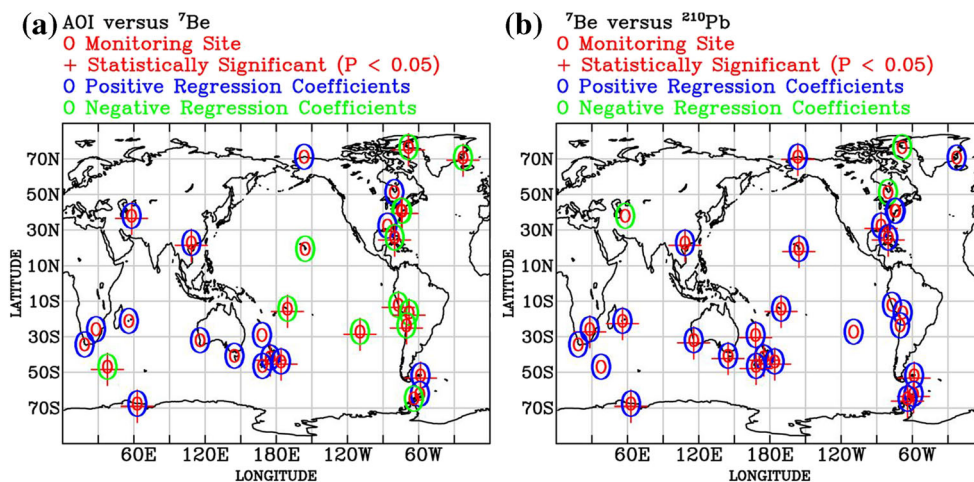 (a) AOI versus ⁷Be
O Monitoring Site
+ Statistically Significant (P < 0.05)
O Positive Regression Coefficients
O Negative Regression Coefficients
70N
50N
30N
10N
10S
30S
50S
70S
LATITUDE
60E 120E 180E 120W 60W
LONGITUDE
(b) ⁷Be versus ²¹⁰Pb
O Monitoring Site
+ Statistically Significant (P < 0.05)
O Positive Regression Coefficients
O Negative Regression Coefficients
70N
50N
30N
10N
10S
30S
50S
70S
LATITUDE
60E 120E 180E 120W 60W
LONGITUDE